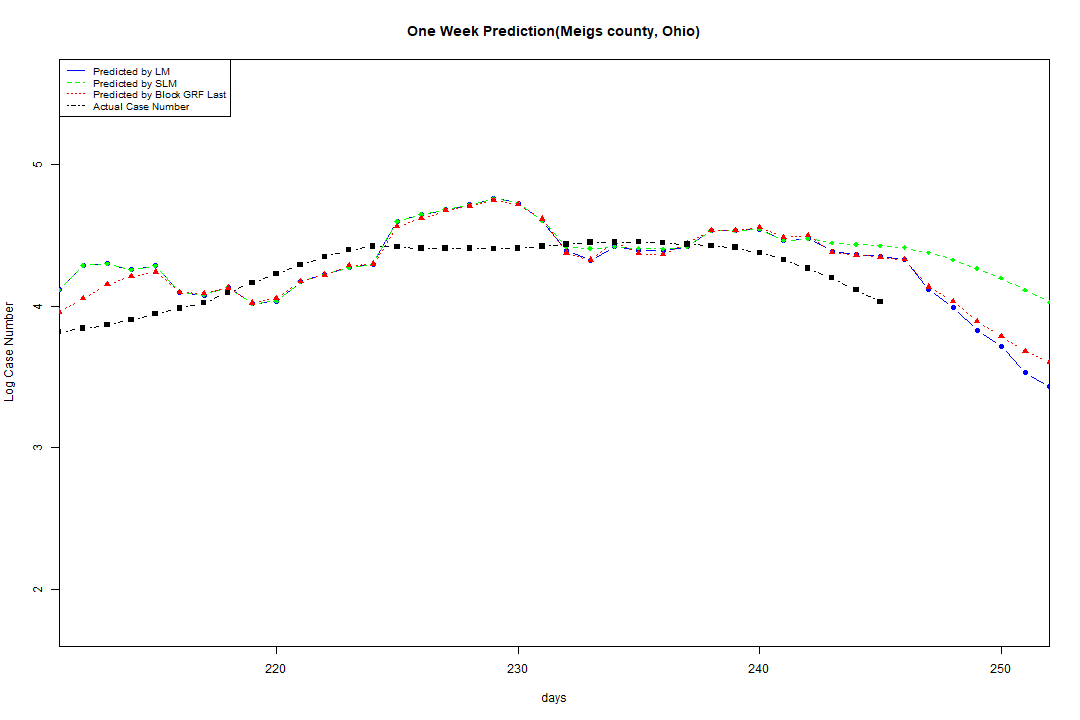 One Week Prediction(Meigs county, Ohio)
Predicted by LM
Predicted by SLM
Predicted by Block GRF Last
Actual Case Number
5
4
3
2
Log Case Number
220 230 240 250
days